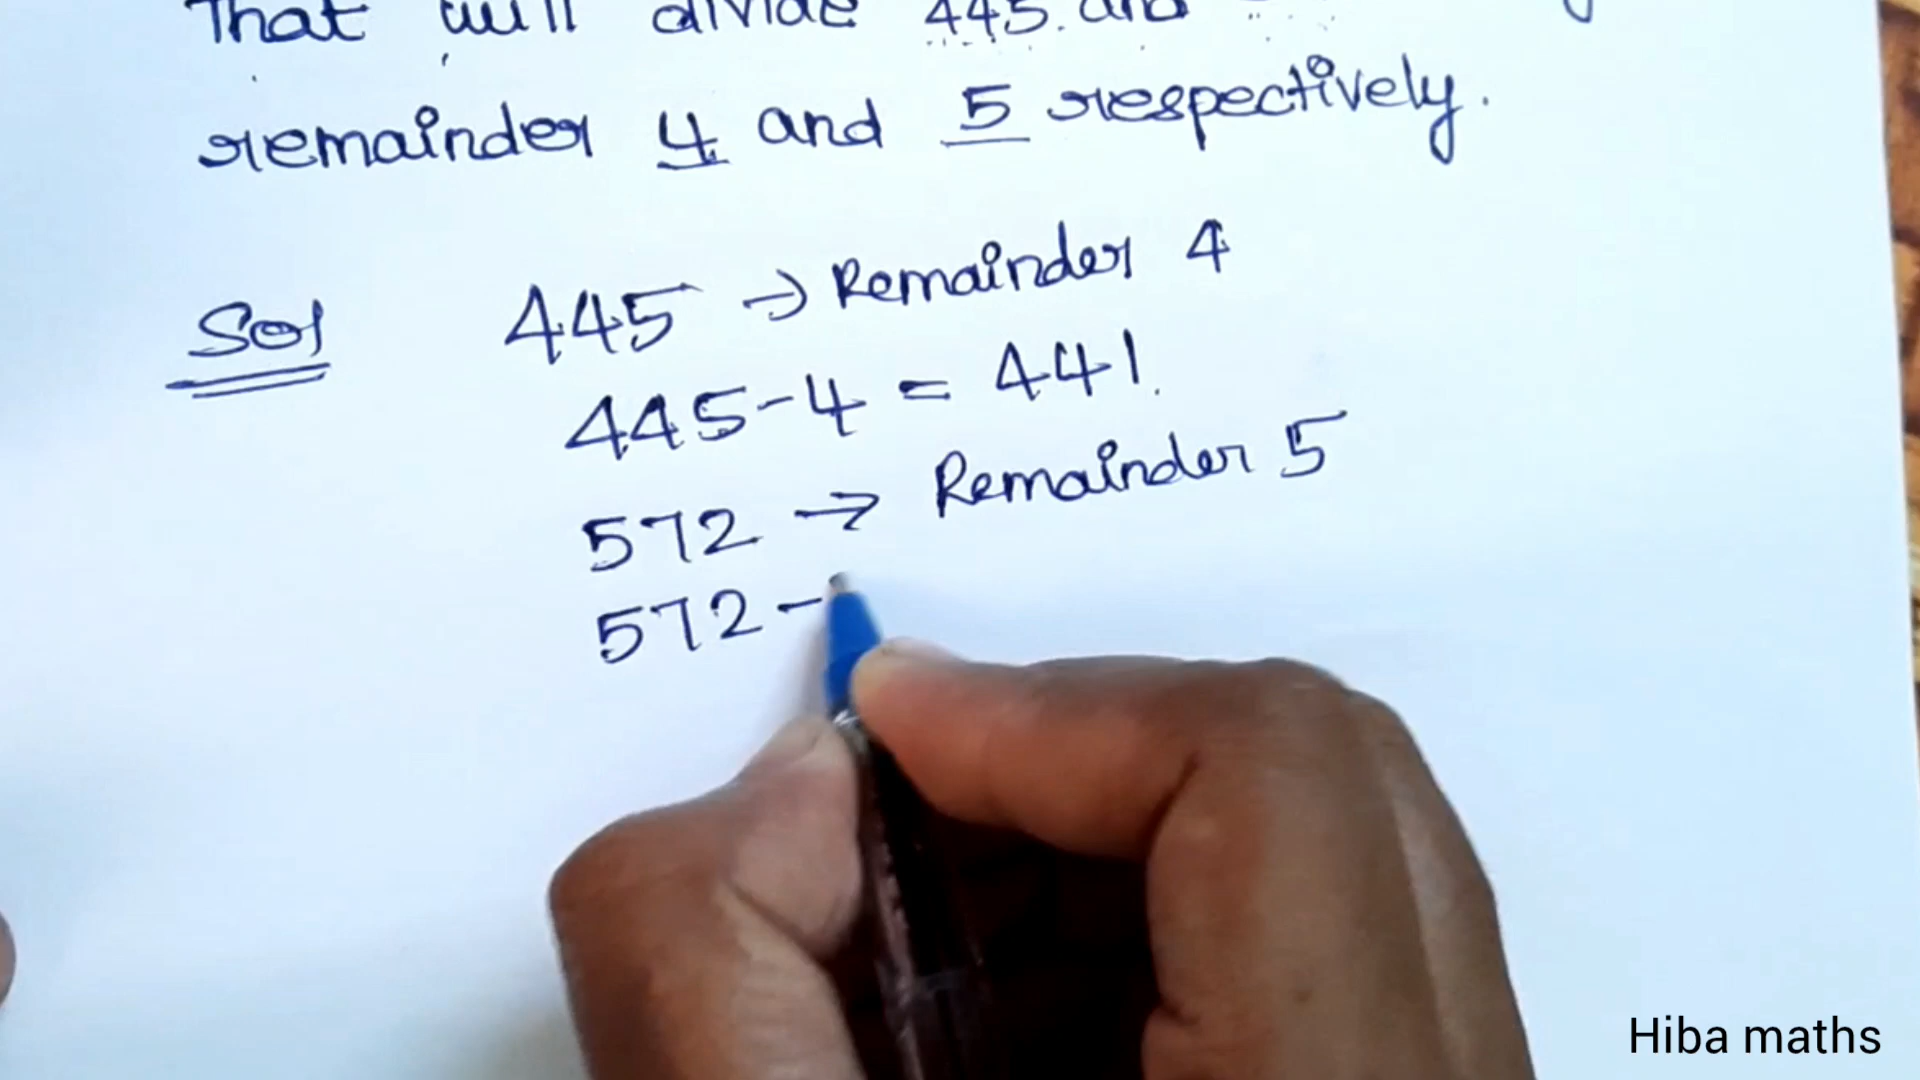 That will divide 445 and
remainder 4 and 5 respectively.
Sol 445 → Remainder 4
445-4 = 441.
572 → Remainder 5
572-
Hiba maths